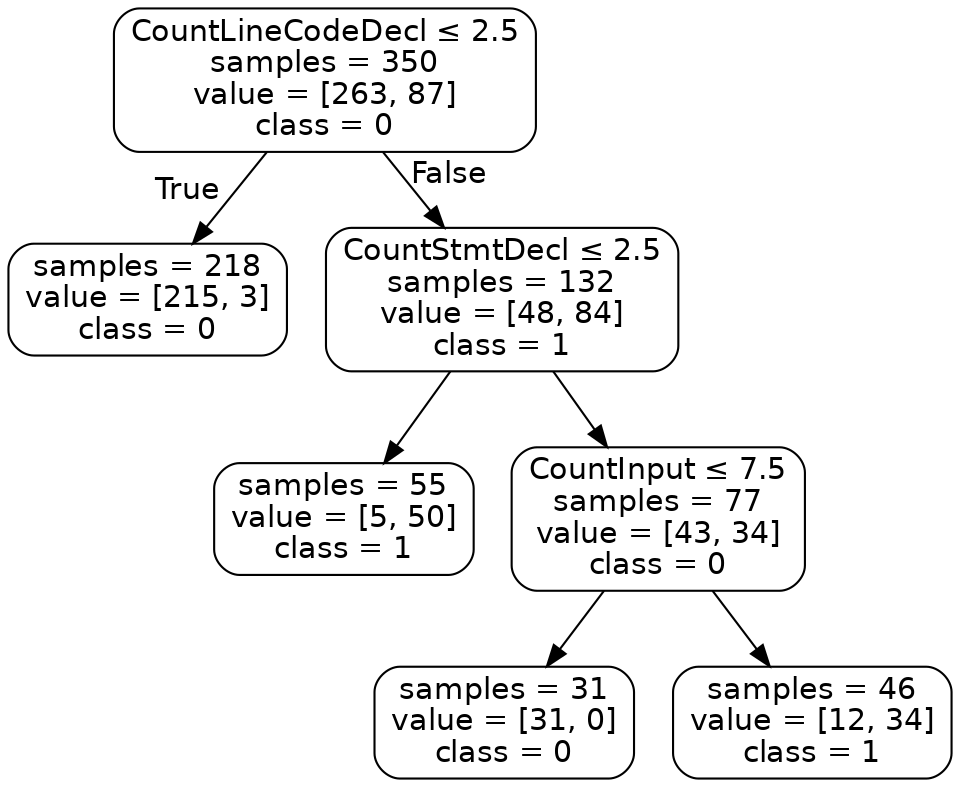 CountLineCodeDecl ≤ 2.5
samples = 350
value = [263, 87]
class = 0
True
False
samples = 218
value = [215, 3]
class = 0
CountStmtDecl ≤ 2.5
samples = 132
value = [48, 84]
class = 1
samples = 55
value = [5, 50]
class = 1
CountInput ≤ 7.5
samples = 77
value = [43, 34]
class = 0
samples = 31
value = [31, 0]
class = 0
samples = 46
value = [12, 34]
class = 1